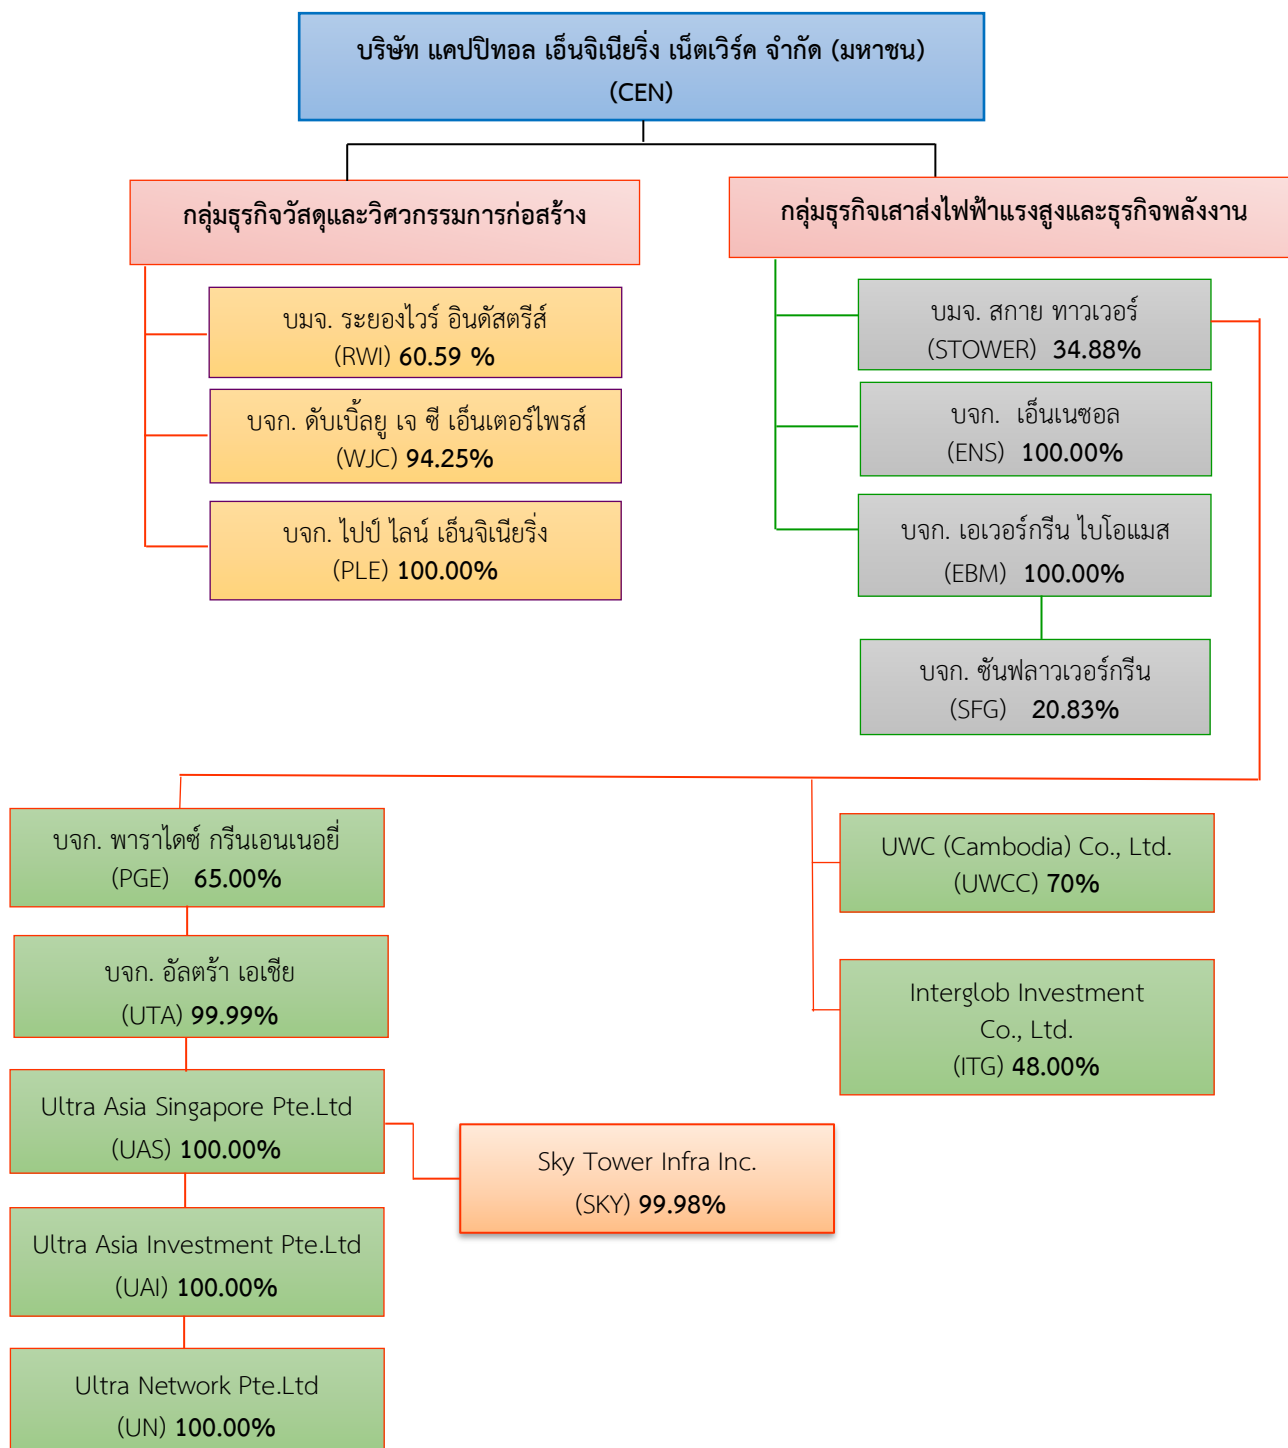 บริษัท แคปปิทอล เอ็นจิเนียริ่ง เน็ตเวิร์ค จำกัด (มหาชน)
(CEN)
กลุ่มธุรกิจวัสดุและวิศวกรรมการก่อสร้าง
บมจ. ระยองไวร์ อินดัสตรีส์
(RWI) 60.59 %
บจก. ดับเบิ้ลยู เจ ซี เอ็นเตอร์ไพรส์
(WJC) 94.25%
บจก. ไปป์ ไลน์ เอ็นจิเนียริ่ง
(PLE) 100.00%
กลุ่มธุรกิจเสาส่งไฟฟ้าแรงสูงและธุรกิจพลังงาน
บมจ. สกาย ทาวเวอร์
(STOWER) 34.88%
บจก. เอ็นเนซอล
(ENS) 100.00%
บจก. เอเวอร์กรีน ไบโอแมส
(EBM) 100.00%
บจก. ซันฟลาวเวอร์กรีน
(SFG) 20.83%
บจก. พาราไดซ์ กรีนเอนเนอยี่
(PGE) 65.00%
บจก. อัลตร้า เอเชีย
(UTA) 99.99%
Ultra Asia Singapore Pte.Ltd
(UAS) 100.00%
Ultra Asia Investment Pte.Ltd
(UAI) 100.00%
Ultra Network Pte.Ltd
(UN) 100.00%
Sky Tower Infra Inc.
(SKY) 99.98%
UWC (Cambodia) Co., Ltd.
(UWCC) 70%
Interglob Investment
Co., Ltd.
(ITG) 48.00%